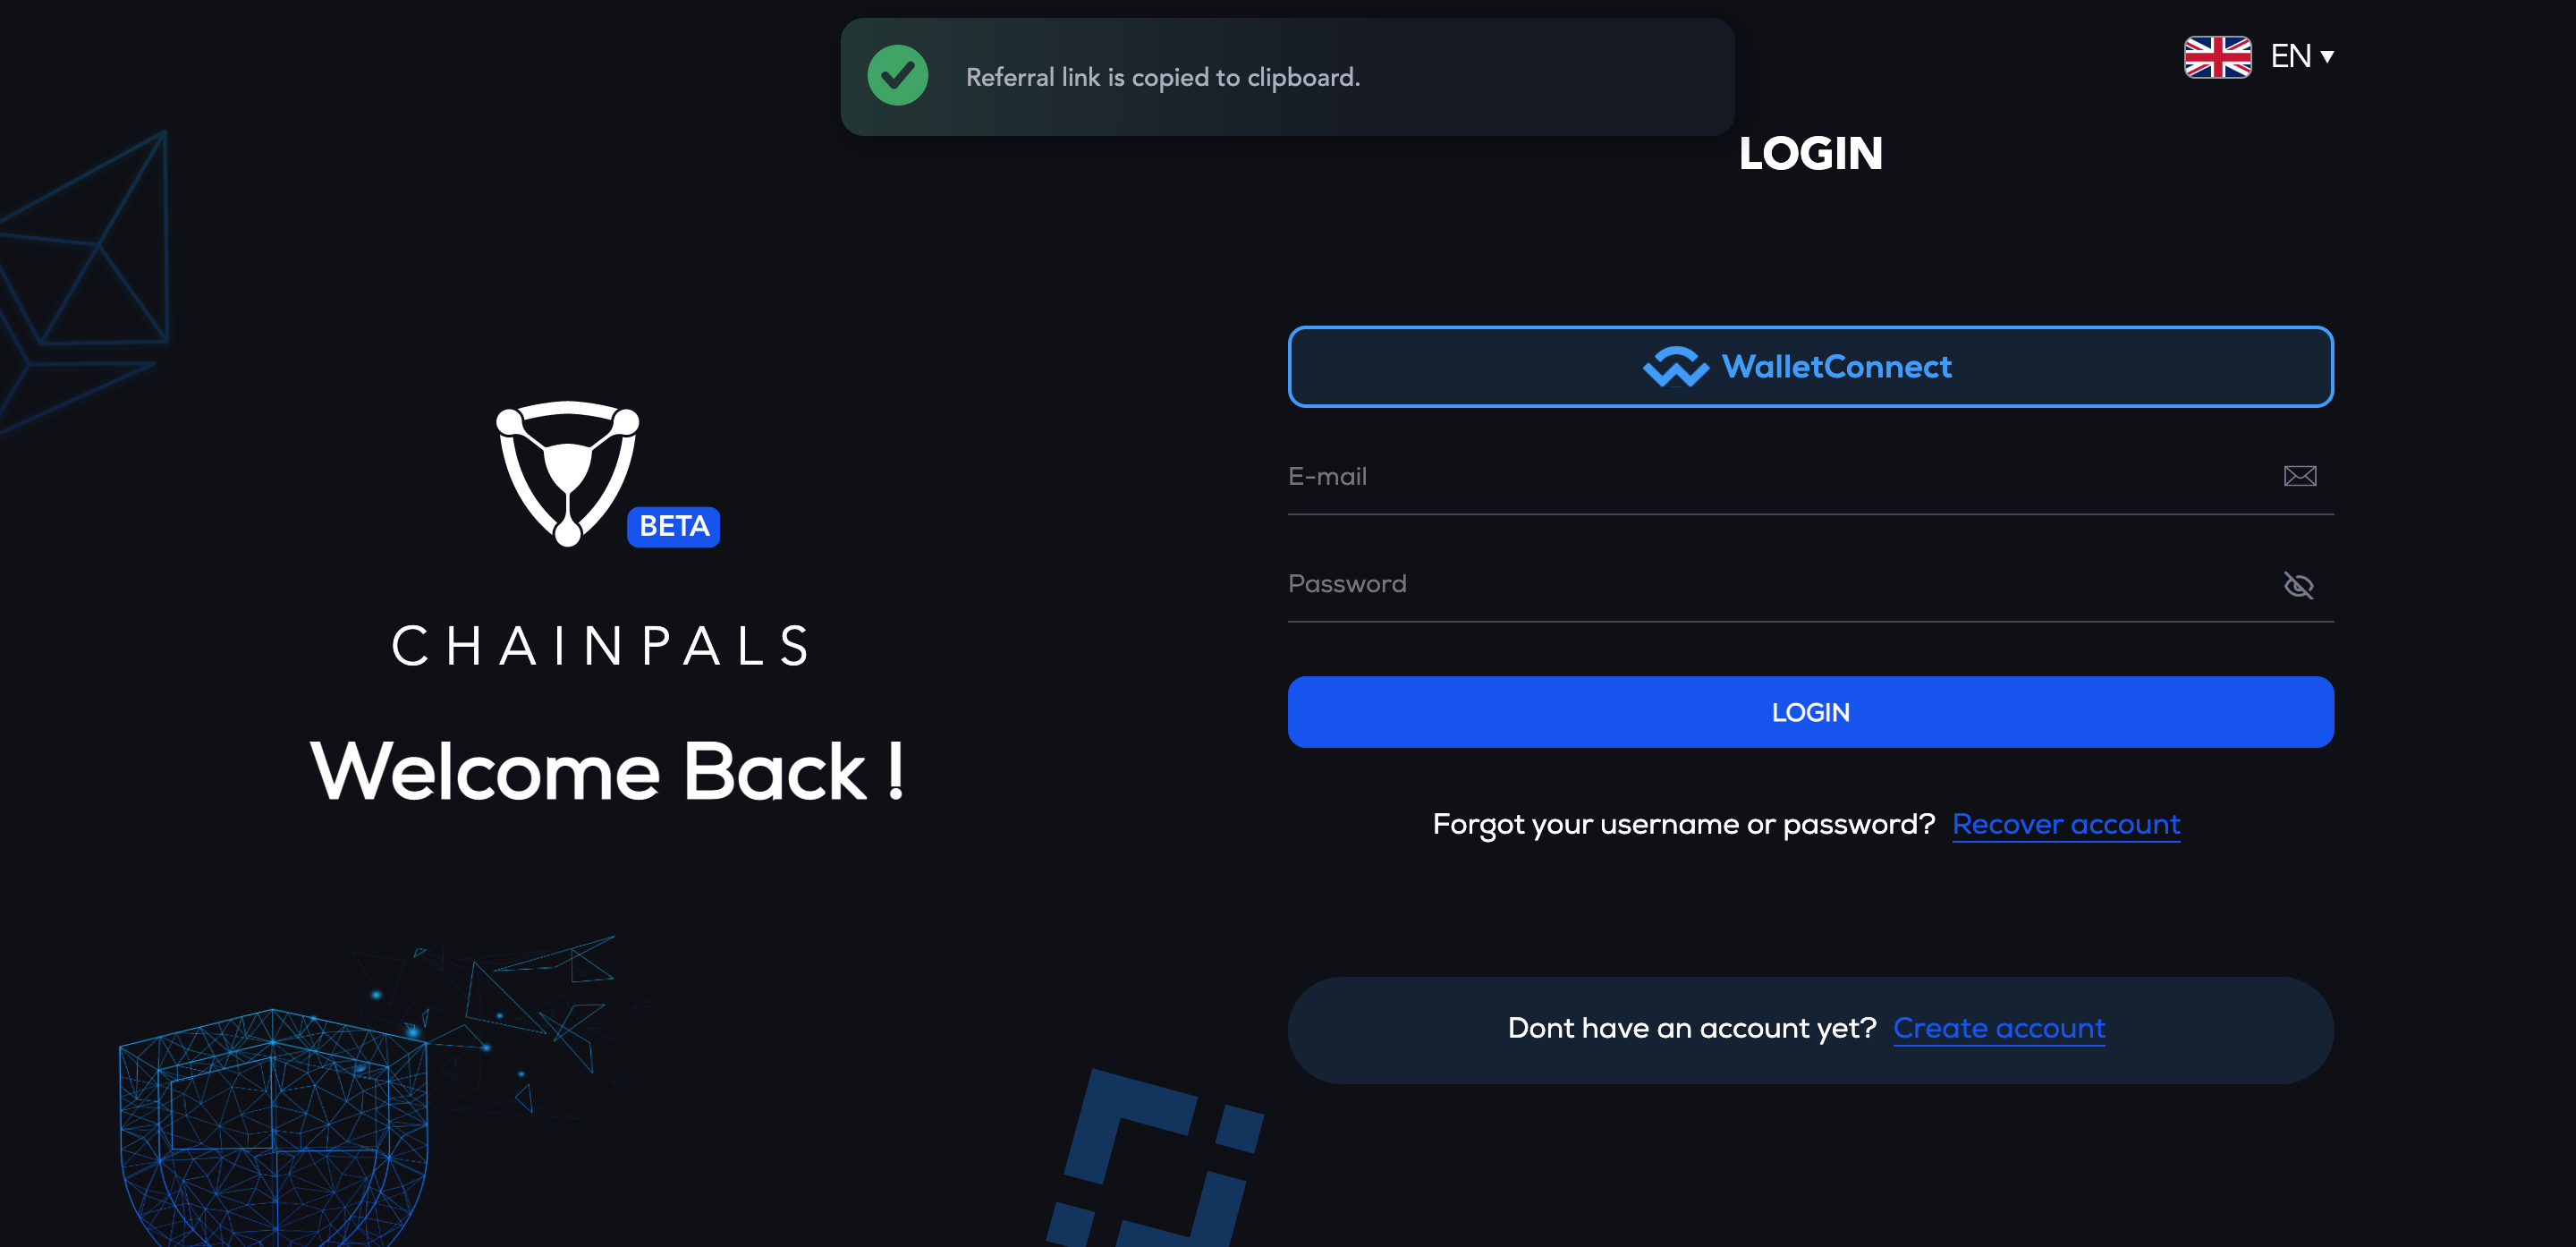 Referral link is copied to clipboard.
EN
LOGIN
WalletConnect
E-mail
BETA
Password
CHAINPALS
LOGIN
Welcome Back !
Forgot your username or password? Recover account
Dont have an account yet? Create account